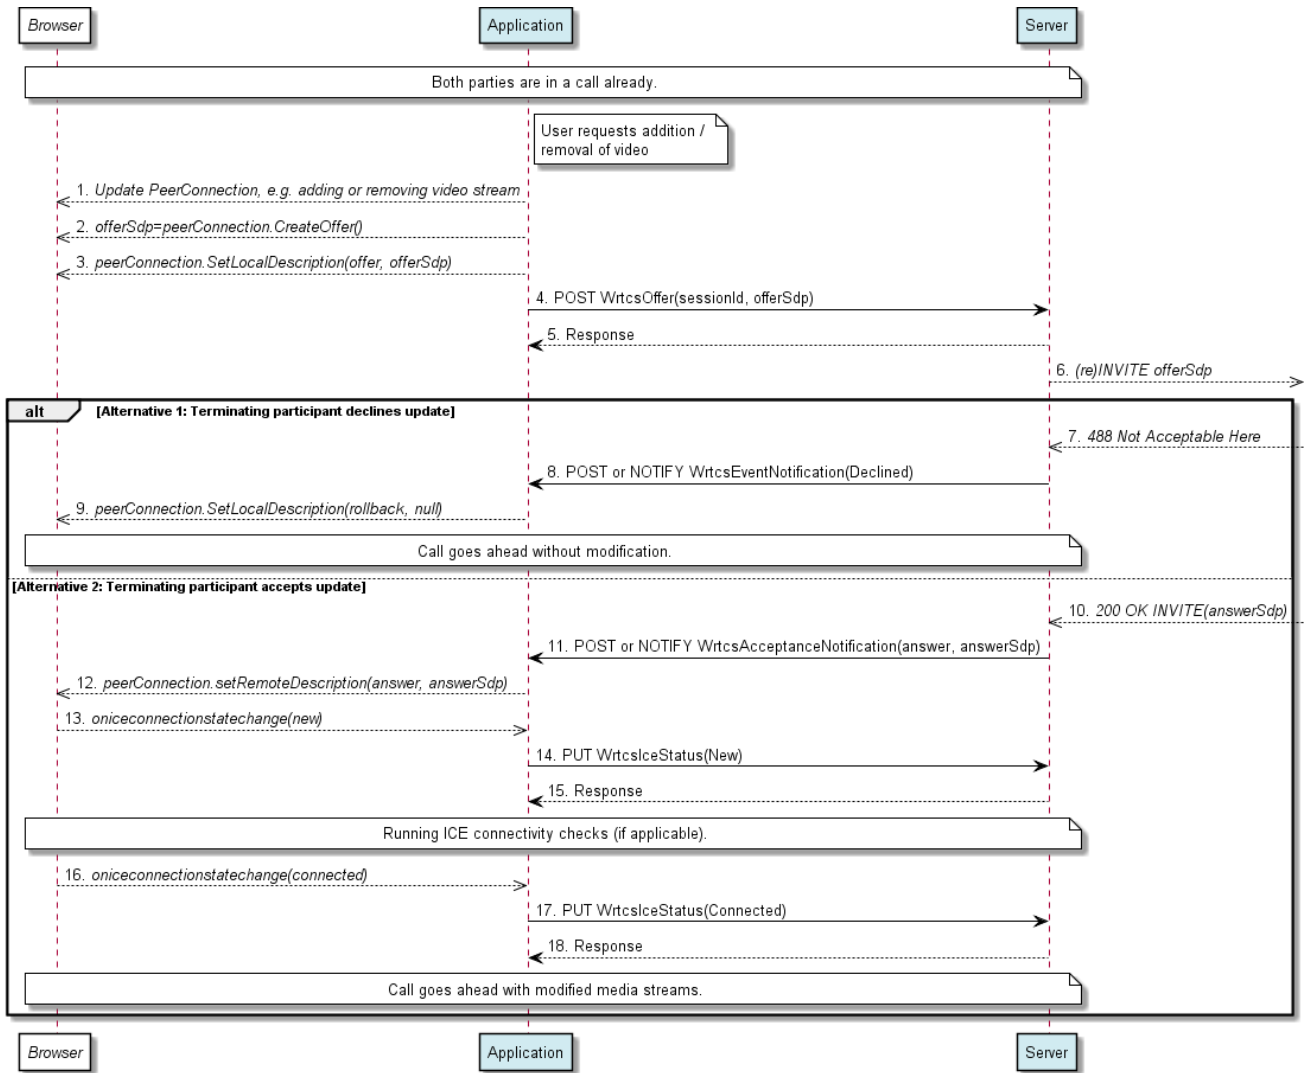 Browser
Application
Server
Both parties are in a call already.
User requests addition /
removal of video
1. Update PeerConnection, e.g. adding or removing video stream
2. offerSdp=peerConnection.CreateOffer()
3. peerConnection.SetLocalDescription(offer, offerSdp)
4. POST WrtcsOffer(sessionId, offerSdp)
5. Response
6. (re)INVITE offerSdp
alt
[Alternative 1: Terminating participant declines update]
7. 488 Not Acceptable Here
8. POST or NOTIFY WrtcsEventNotification(Declined)
9. peerConnection.SetLocalDescription(rollback, null)
Call goes ahead without modification.
[Alternative 2: Terminating participant accepts update]
10. 200 OK INVITE(answerSdp)
11. POST or NOTIFY WrtcsAcceptanceNotification(answer, answerSdp)
12. peerConnection.setRemoteDescription(answer, answerSdp)
13. oniceconnectionstatechange(new)
14. PUT WrtcsIceStatus(New)
15. Response
Running ICE connectivity checks (if applicable).
16. oniceconnectionstatechange(connected)
17. PUT WrtcsIceStatus(Connected)
18. Response
Call goes ahead with modified media streams.
Browser
Application
Server